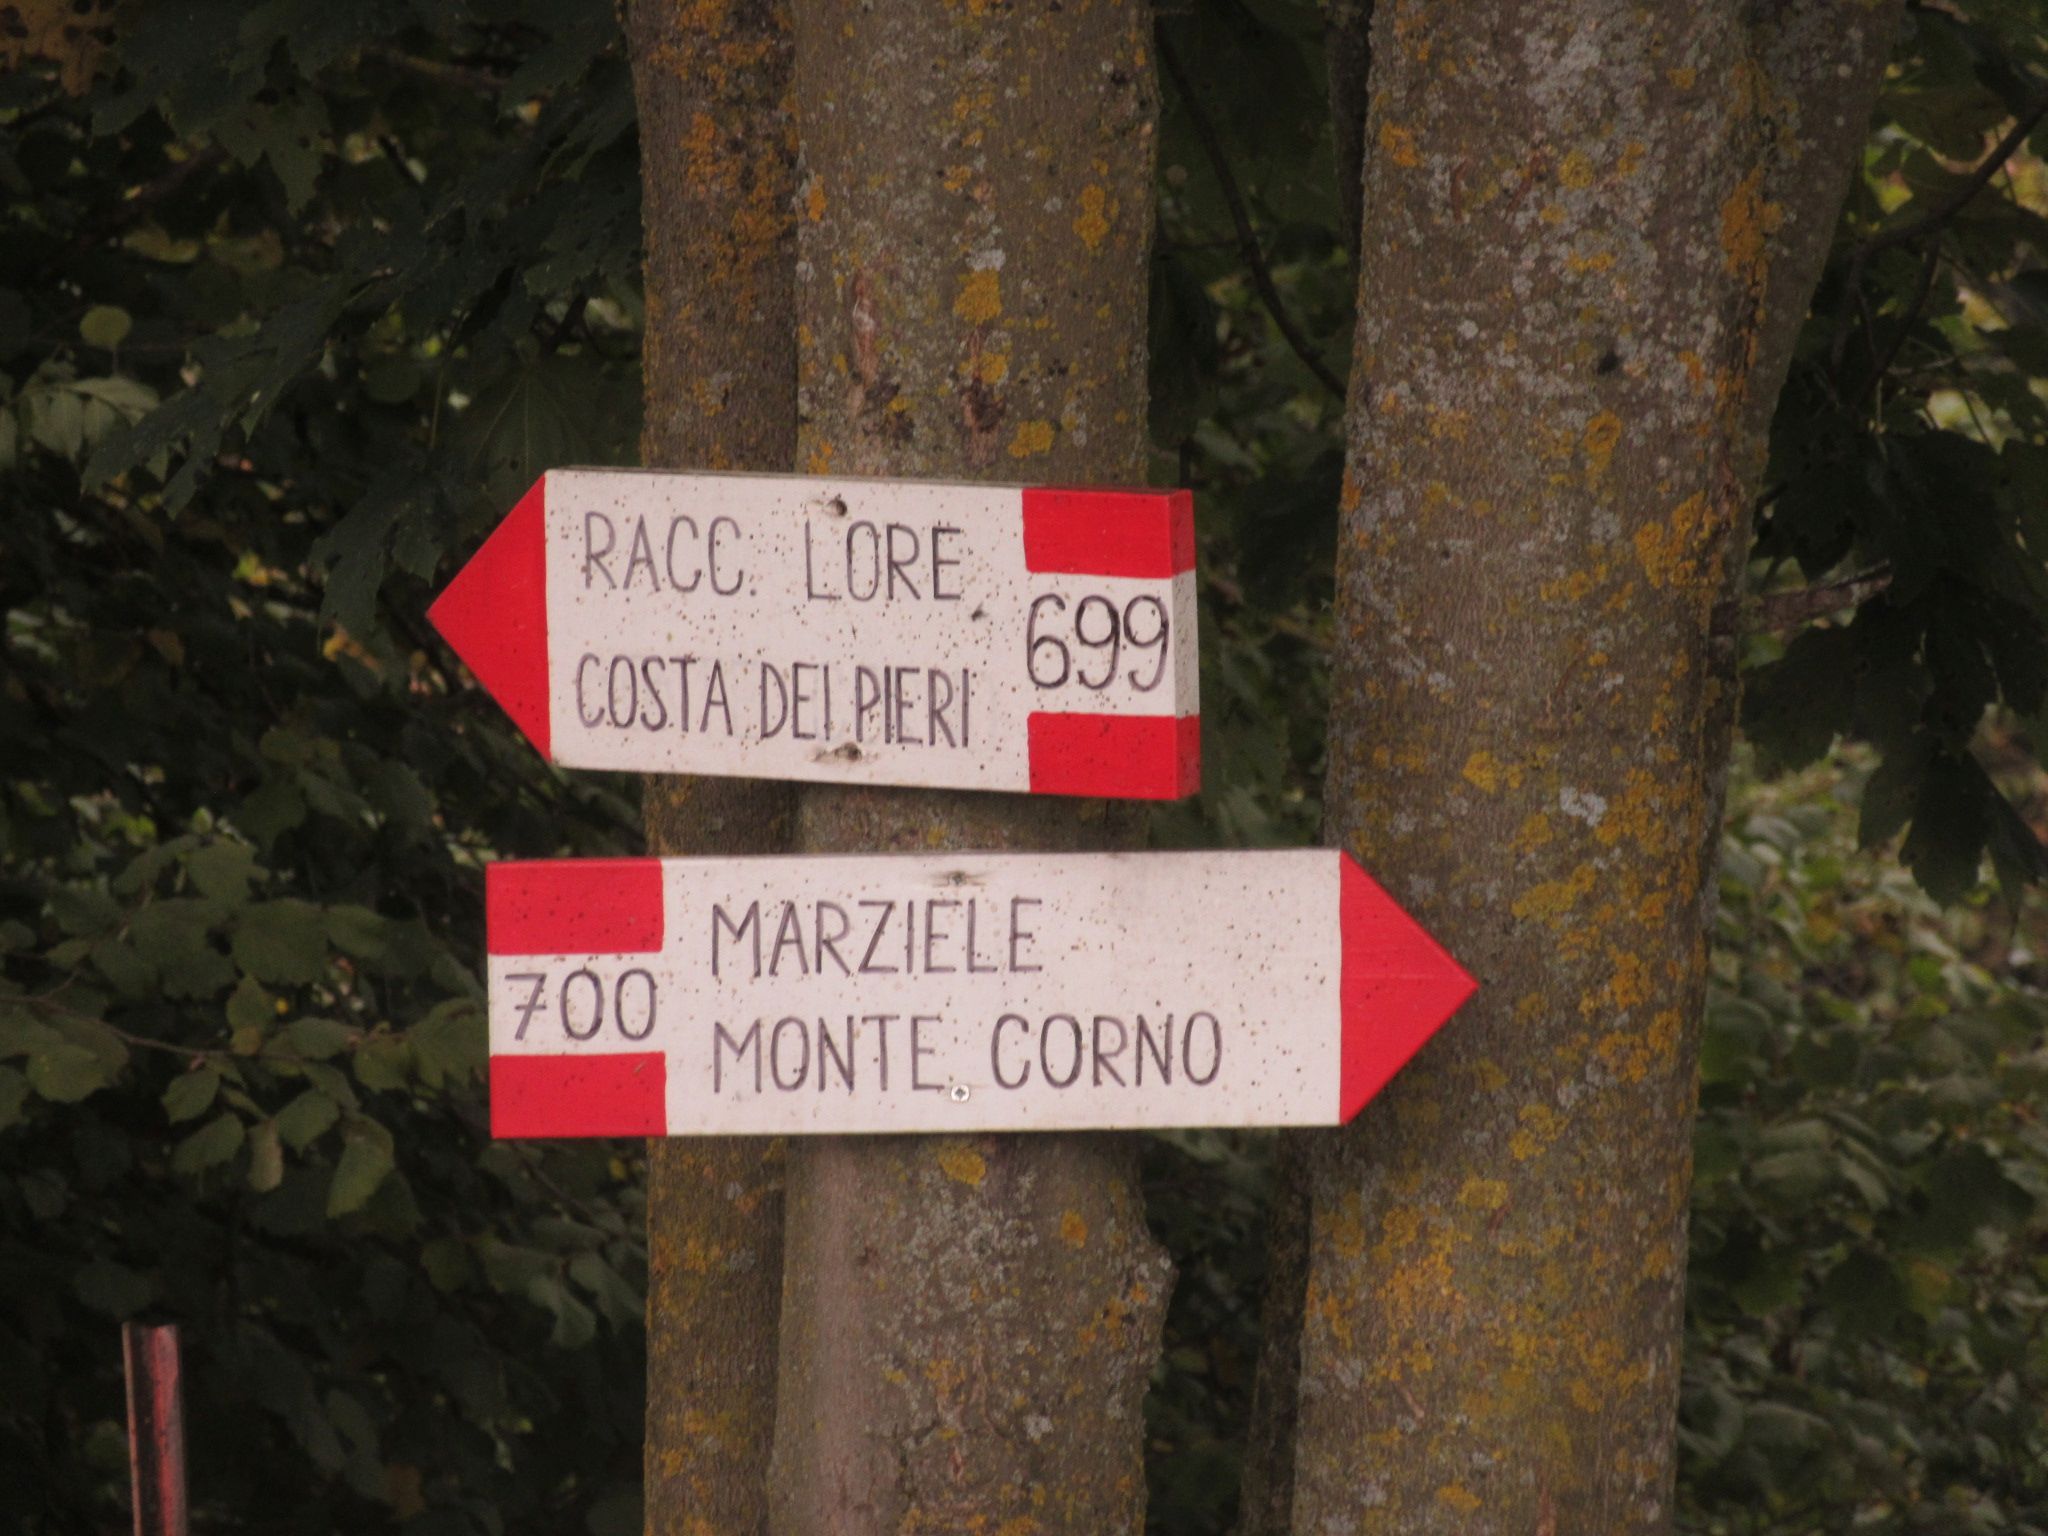 RACC. LORE
COSTA DEI PIERI
699
700
MARZIELE
MONTE CORNO